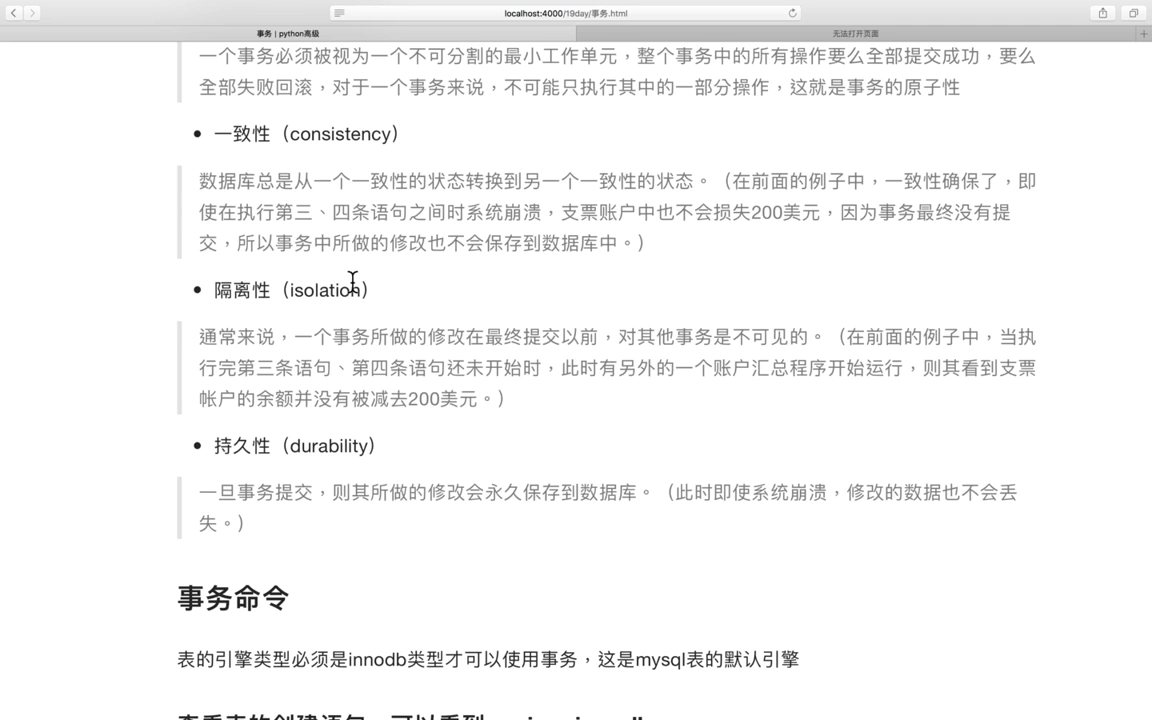 localhost:4000/19day/事务.html
事务 | python高级
无法打开页面
一个事务必须被视为一个不可分割的最小工作单元，整个事务中的所有操作要么全部提交成功，要么
全部失败回滚，对于一个事务来说，不可能只执行其中的一部分操作，这就是事务的原子性
• 一致性（consistency）
数据库总是从一个一致性的状态转换到另一个一致性的状态。（在前面的例子中，一致性确保了，即
使在执行第三、四条语句之间时系统崩溃，支票账户中也不会损失200美元，因为事务最终没有提
交，所以事务中所做的修改也不会保存到数据库中。）
• 隔离性（isolation）
通常来说，一个事务所做的修改在最终提交以前，对其他事务是不可见的。（在前面的例子中，当执
行完第三条语句、第四条语句还未开始时，此时有另外的一个账户汇总程序开始运行，则其看到支票
帐户的余额并没有被减去200美元。）
• 持久性（durability）
一旦事务提交，则其所做的修改会永久保存到数据库。（此时即使系统崩溃，修改的数据也不会丢
失。）
事务命令
表的引擎类型必须是innodb类型才可以使用事务，这是mysql表的默认引擎